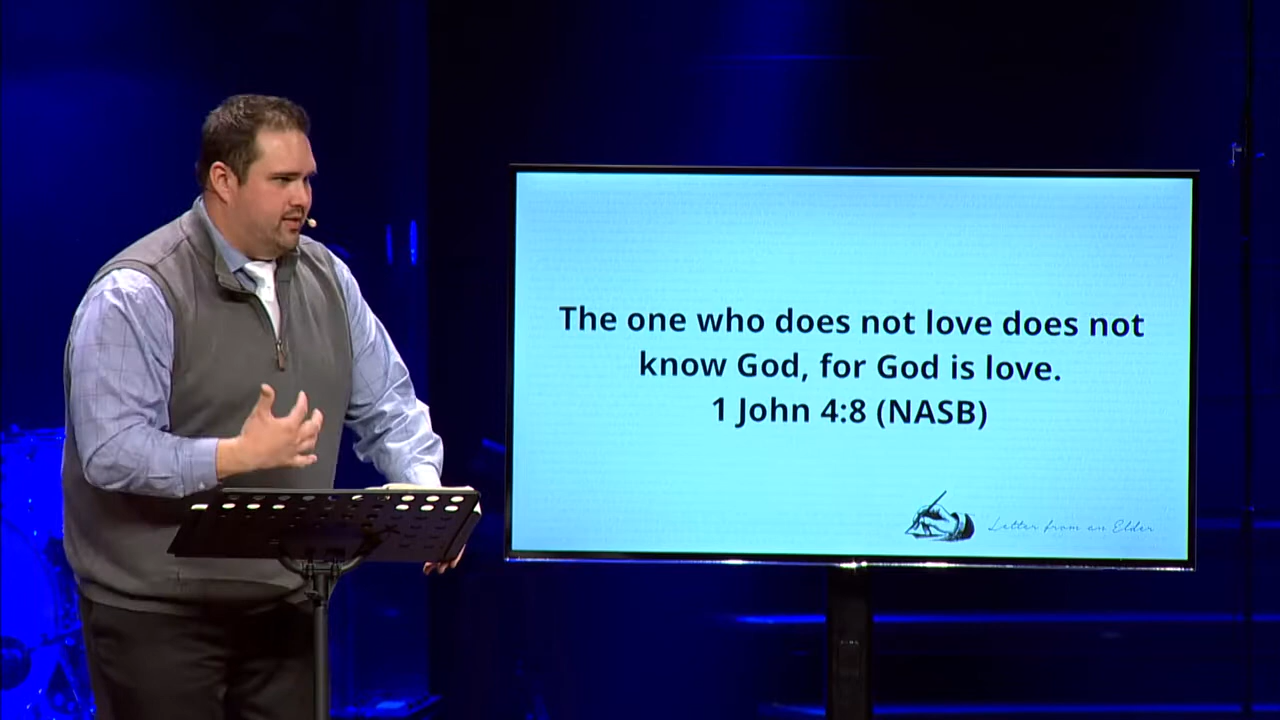 The one who does not love does not
know God, for God is love.
1 John 4:8 (NASB)
Letter from an Elder